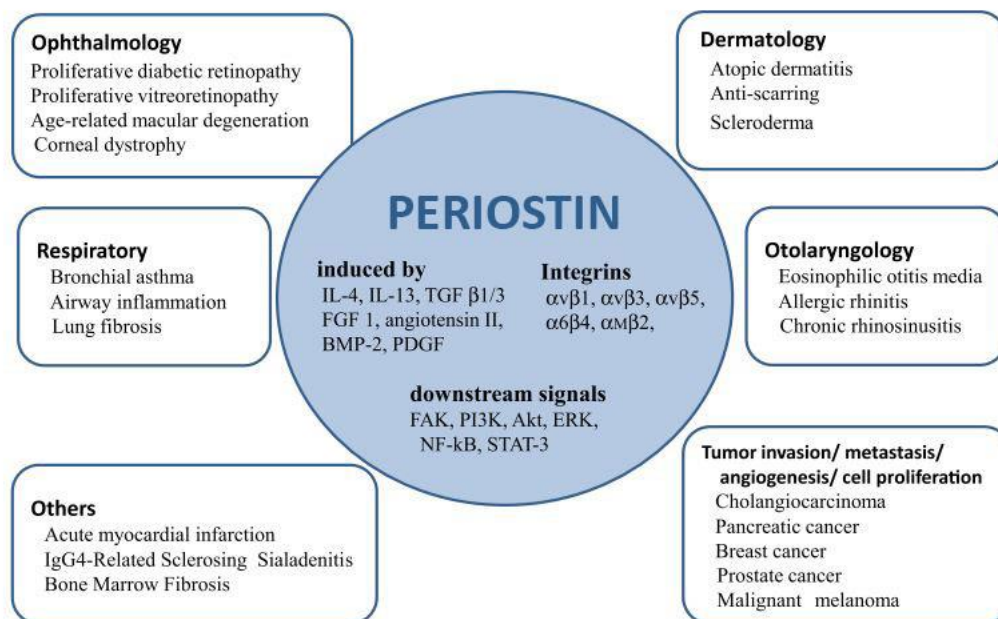 Ophthalmology
Proliferative diabetic retinopathy
Proliferative vitreoretinopathy
Age-related macular degeneration
Corneal dystrophy
Dermatology
Atopic dermatitis
Anti-scarring
Scleroderma
PERIOSTIN
induced by
IL-4, IL-13, TGF β1/3
FGF 1, angiotensin II,
BMP-2, PDGF
Integrins
αvβ1, αvβ3, αvβ5,
α6β4, αMβ2,
downstream signals
FAK, PI3K, Akt, ERK,
NF-kB, STAT-3
Respiratory
Bronchial asthma
Airway inflammation
Lung fibrosis
Otolaryngology
Eosinophilic otitis media
Allergic rhinitis
Chronic rhinosinusitis
Others
Acute myocardial infarction
IgG4-Related Sclerosing Sialadenitis
Bone Marrow Fibrosis
Tumor invasion/ metastasis/
angiogenesis/ cell proliferation
Cholangiocarcinoma
Pancreatic cancer
Breast cancer
Prostate cancer
Malignant melanoma